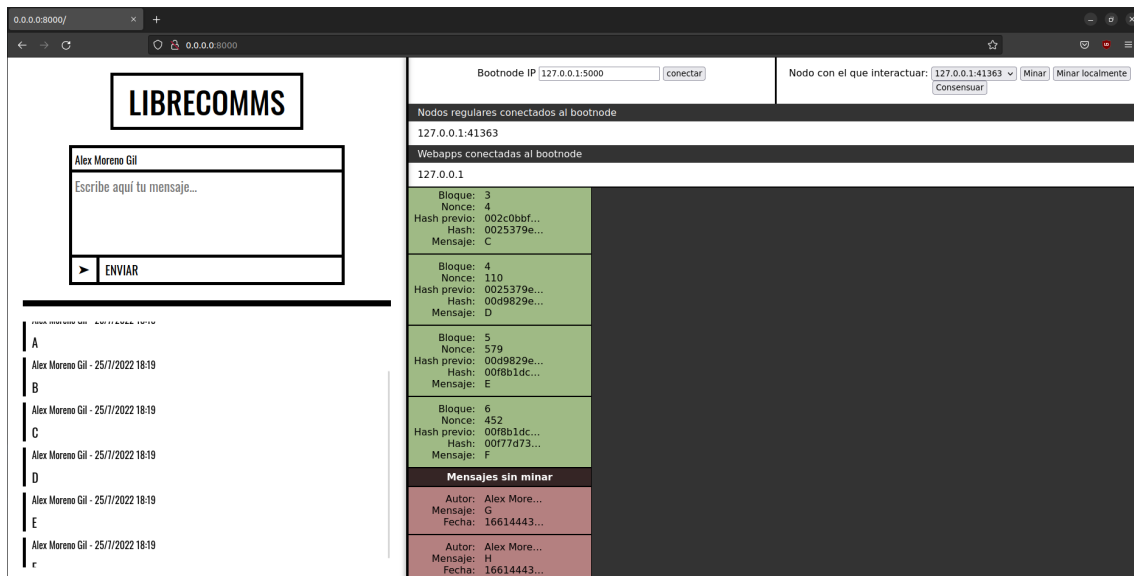 0.0.0.0:8000/
0.0.0.0:8000
LIBRECOMMS
Alex Moreno Gil
Escribe aquí tu mensaje...
➤ ENVIAR
A
Alex Moreno Gil - 25/7/2022 18:19
B
Alex Moreno Gil - 25/7/2022 18:19
C
Alex Moreno Gil - 25/7/2022 18:19
D
Alex Moreno Gil - 25/7/2022 18:19
E
Alex Moreno Gil - 25/7/2022 18:19
Bootnode IP 127.0.0.1:5000 conectar
Nodo con el que interactuar: 127.0.0.1:41363 Minar Minar localmente
Consensuar
Nodos regulares conectados al bootnode
127.0.0.1:41363
Webapps conectadas al bootnode
127.0.0.1
Bloque: 3
Nonce: 4
Hash previo: 002c0bbf...
Hash: 0025379e...
Mensaje: C
Bloque: 4
Nonce: 110
Hash previo: 0025379e...
Hash: 00d9829e...
Mensaje: D
Bloque: 5
Nonce: 579
Hash previo: 00d9829e...
Hash: 00f8b1dc...
Mensaje: E
Bloque: 6
Nonce: 452
Hash previo: 00f8b1dc...
Hash: 00f77d73...
Mensaje: F
Mensajes sin minar
Autor: Alex More...
Mensaje: G
Fecha: 16614443...
Autor: Alex More...
Mensaje: H
Fecha: 16614443...